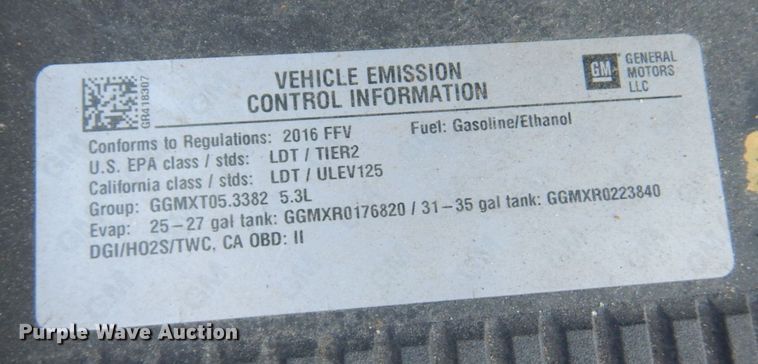 VEHICLE EMISSION
CONTROL INFORMATION
GM
GENERAL
MOTORS
LLC
GR418307
Conforms to Regulations: 2016 FFV Fuel: Gasoline/Ethanol
U.S. EPA class / stds: LDT / TIER2
California class / stds: LDT / ULEV125
Group: GGMXT05.3382 5.3L
Evap: 25-27 gal tank: GGMXR0176820 / 31-35 gal tank: GGMXR0223840
DGI/HO2S/TWC, CA OBD: II
Purple Wave Auction